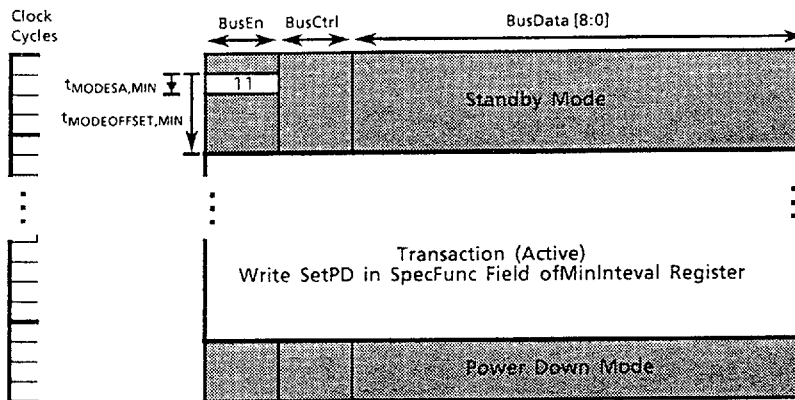 Clock
Cycles
BusEn
BusCtrl
BusData [8:0]
tMODESA,MIN
11
tMODEOFFSET,MIN
Standby Mode
Transaction (Active)
Write SetPD in SpecFunc Field ofMinInteval Register
Power Down Mode